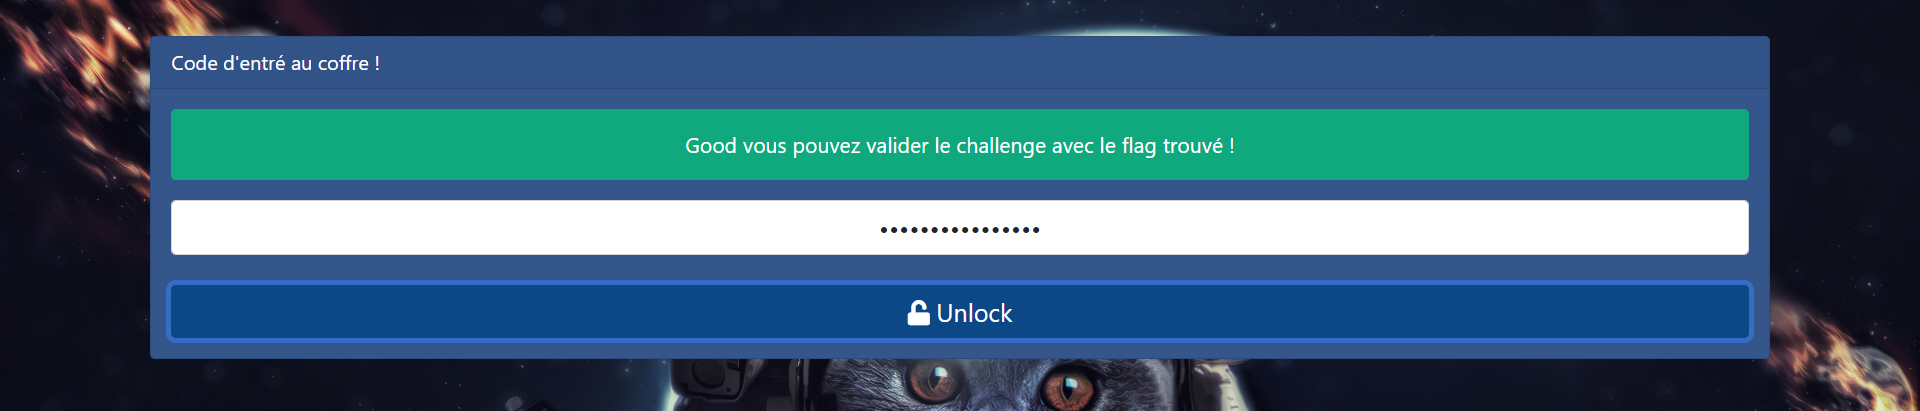 Code d'entré au coffre !
Good vous pouvez valider le challenge avec le flag trouvé !
••••••••••••••••
Unlock